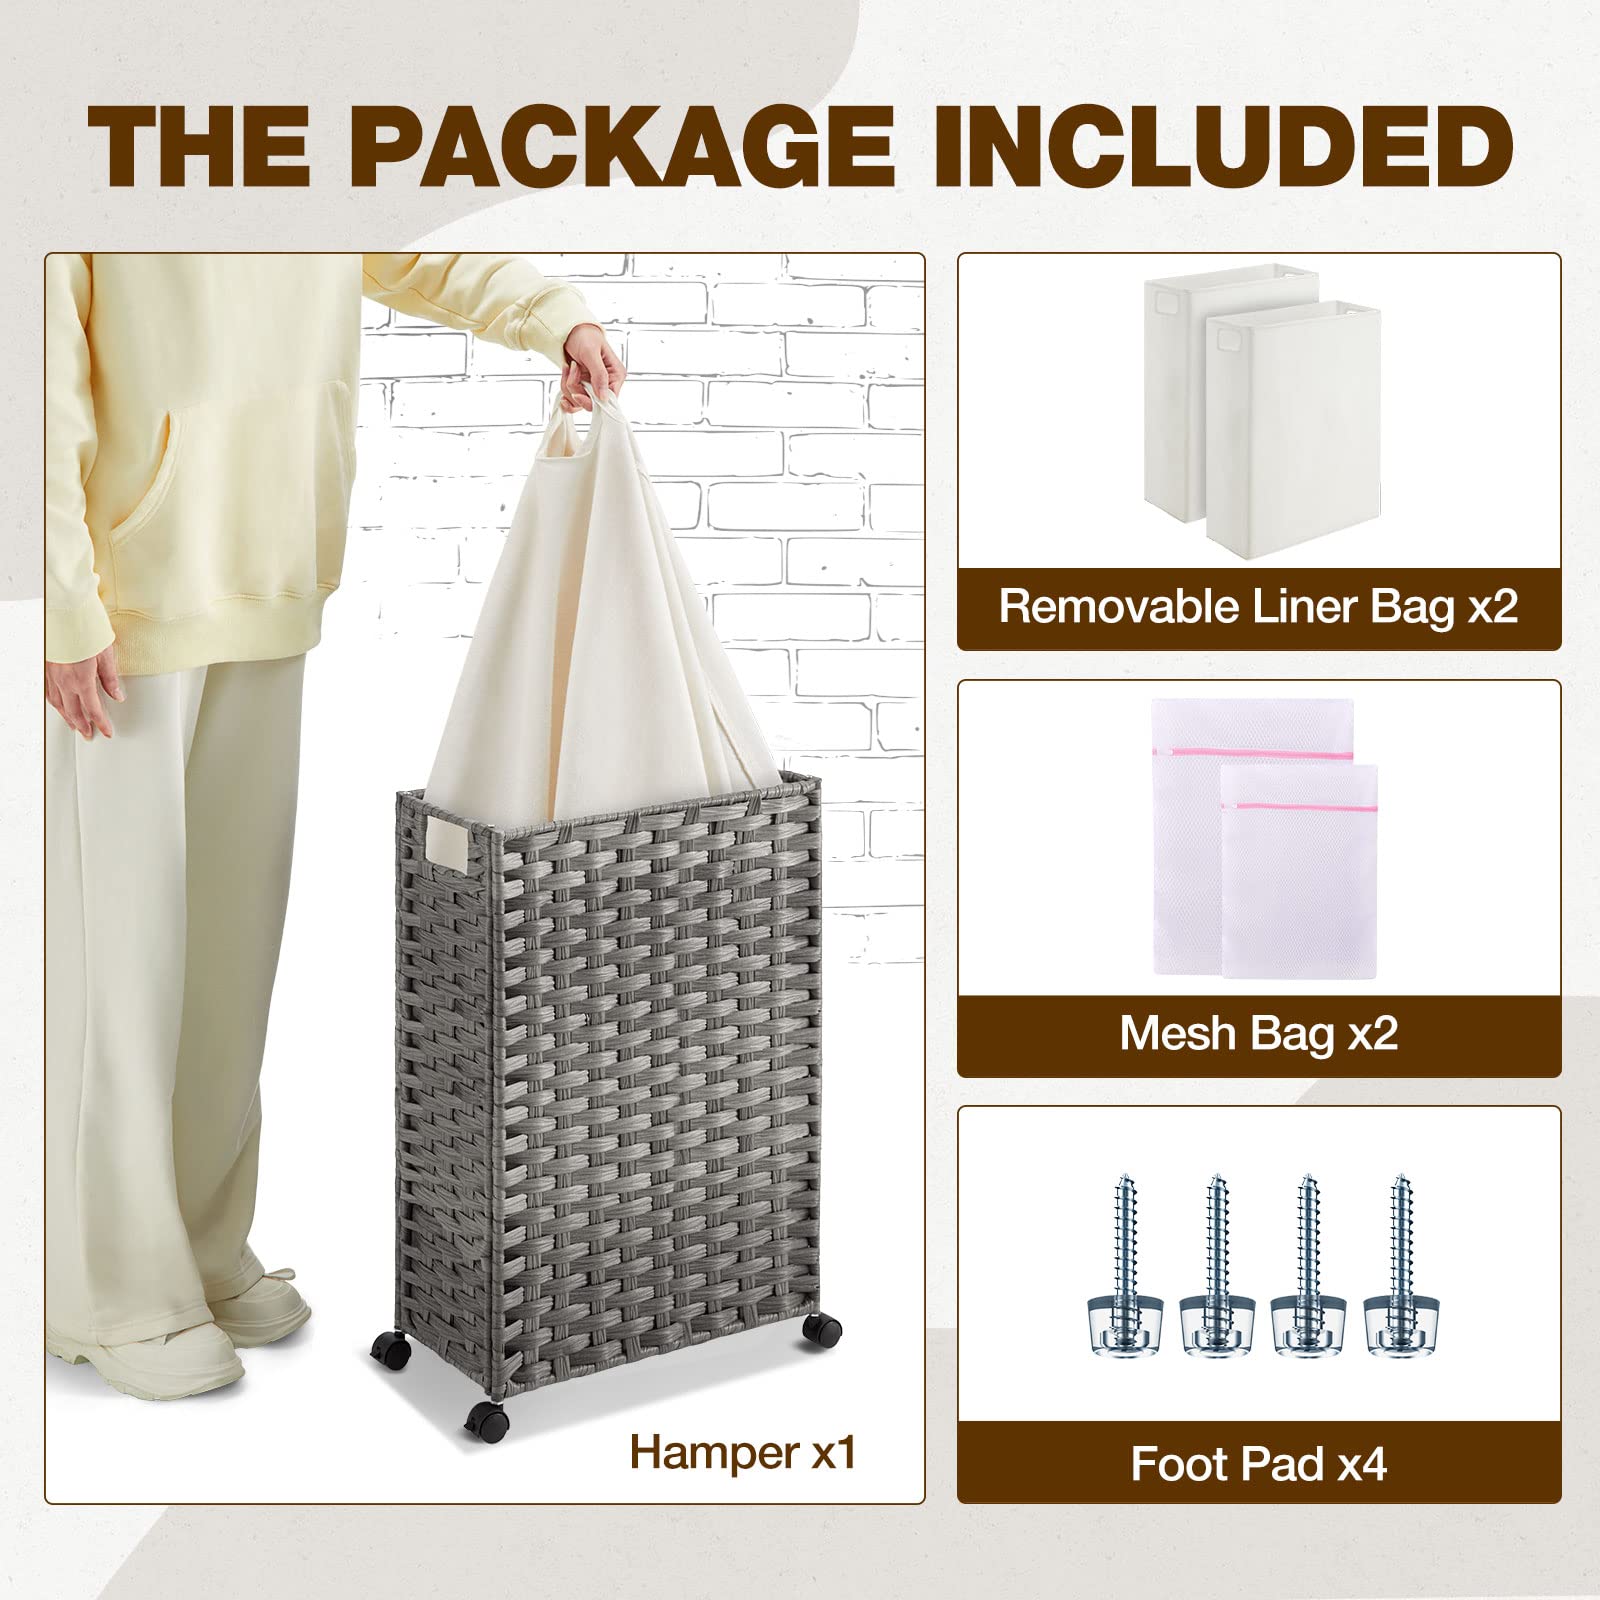 THE PACKAGE INCLUDED
Hamper x1
Removable Liner Bag x2
Mesh Bag x2
Foot Pad x4